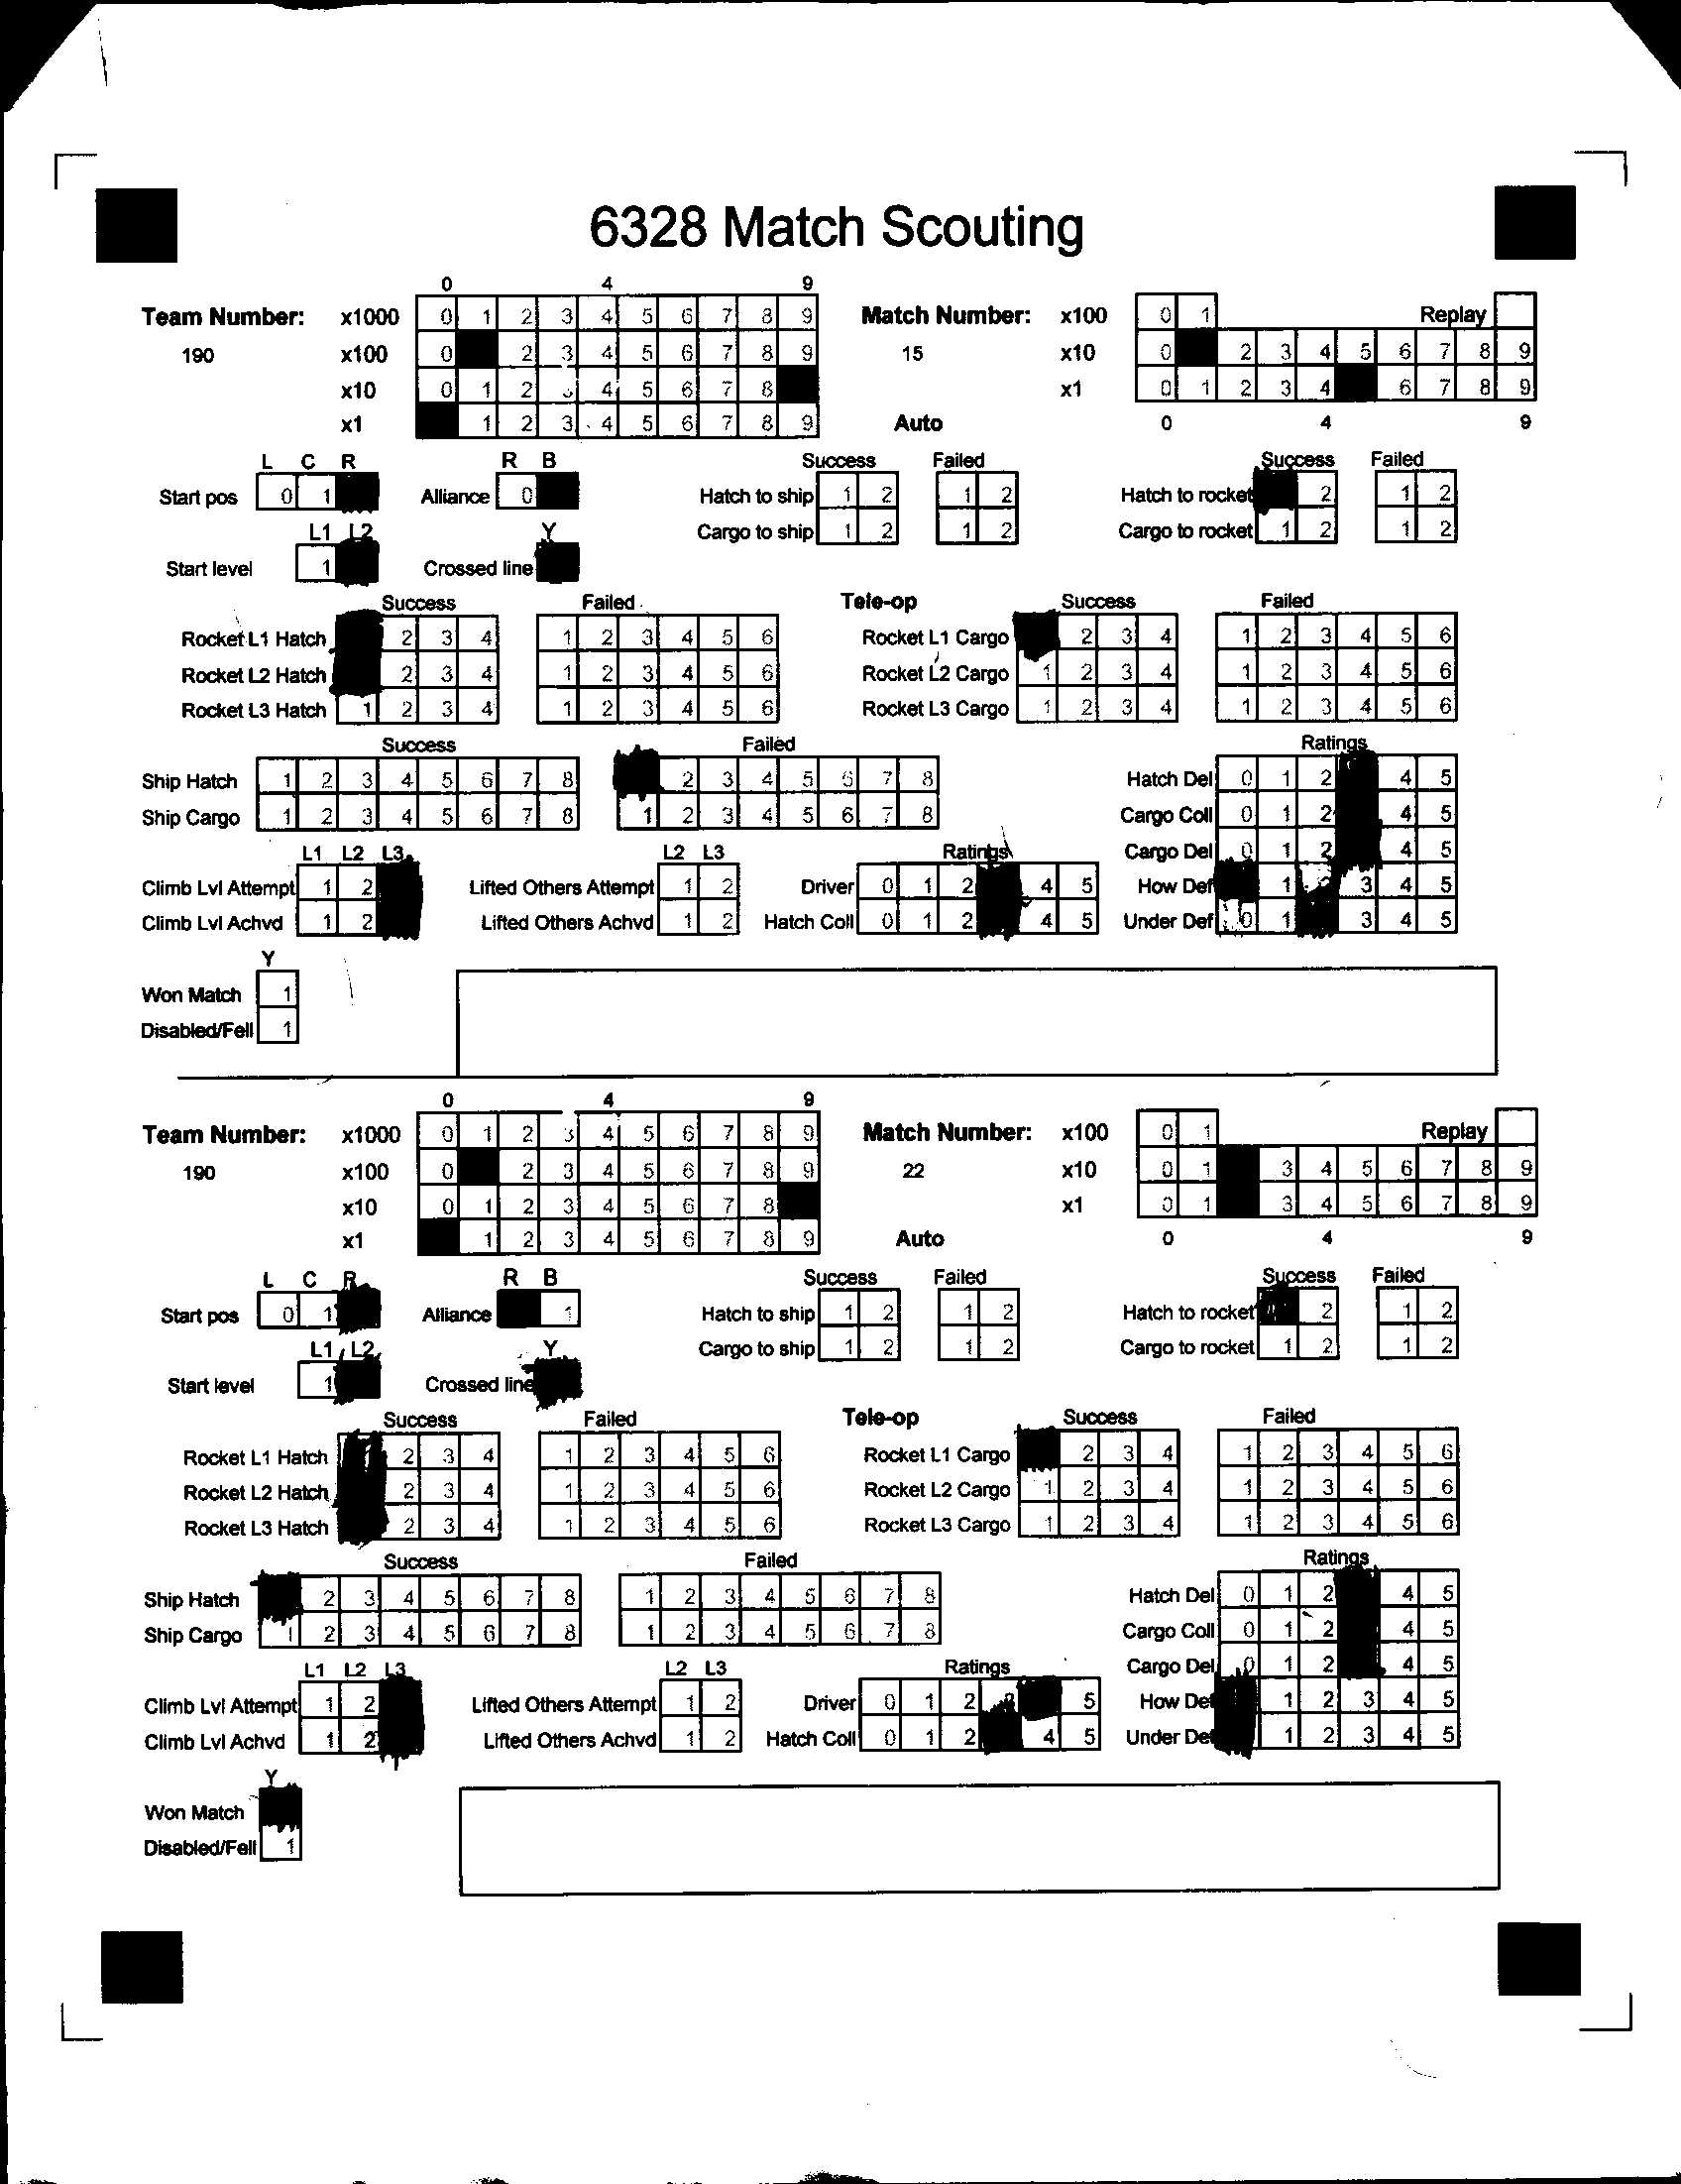 6328 Match Scouting
0 4 9
Team Number: x1000 0 1 2 3 4 5 6 7 8 9 Match Number: x100 0 1 Replay
190 x100 0 2 3 4 5 6 7 8 9 15 x10 0 2 3 4 5 6 7 8 9
x10 0 1 2 4 5 6 7 8 x1 0 1 2 3 4 6 7 8 9
x1 1 2 3 4 5 6 7 8 9 Auto 0 4 9
L C R R B Success Failed Success Failed
Start pos 0 1 Alliance 0 Hatch to ship 1 2 1 2 Hatch to rocket 2 1 2
L1 L2 Y Cargo to ship 1 2 1 2 Cargo to rocket 1 2 1 2
Start level 1 Crossed line
Success Failed Tele-op Success Failed
Rocket L1 Hatch 2 3 4 1 2 3 4 5 6 Rocket L1 Cargo 2 3 4 1 2 3 4 5 6
Rocket L2 Hatch 2 3 4 1 2 3 4 5 6 Rocket L2 Cargo 1 2 3 4 1 2 3 4 5 6
Rocket L3 Hatch 1 2 3 4 1 2 3 4 5 6 Rocket L3 Cargo 1 2 3 4 1 2 3 4 5 6
Success Failed Ratings
Ship Hatch 1 2 3 4 5 6 7 8 2 3 4 5 6 7 8 Hatch Del 0 1 2 4 5
Ship Cargo 1 2 3 4 5 6 7 8 1 2 3 4 5 6 7 8 Cargo Coll 0 1 2 4 5
L1 L2 L3 L2 L3 Ratings Cargo Del 0 1 2 4 5
Climb Lvl Attempt 1 2 Lifted Others Attempt 1 2 Driver 0 1 2 4 5 How Def 1 2 3 4 5
Climb Lvl Achvd 1 2 Lifted Others Achvd 1 2 Hatch Coll 0 1 2 4 5 Under Def 0 1 3 4 5
Y
Won Match 1
Disabled/Fell 1
0 4 9
Team Number: x1000 0 1 2 3 4 5 6 7 8 9 Match Number: x100 0 1 Replay
190 x100 0 2 3 4 5 6 7 8 9 22 x10 0 1 3 4 5 6 7 8 9
x10 0 1 2 3 4 5 6 7 8 x1 0 1 3 4 5 6 7 8 9
x1 1 2 3 4 5 6 7 8 9 Auto 0 4 9
L C R R B Success Failed Success Failed
Start pos 0 1 Alliance 1 Hatch to ship 1 2 1 2 Hatch to rocket 2 1 2
L1 L2 Y Cargo to ship 1 2 1 2 Cargo to rocket 1 2 1 2
Start level 1 Crossed line
Success Failed Tele-op Success Failed
Rocket L1 Hatch 2 3 4 1 2 3 4 5 6 Rocket L1 Cargo 2 3 4 1 2 3 4 5 6
Rocket L2 Hatch 2 3 4 1 2 3 4 5 6 Rocket L2 Cargo 1 2 3 4 1 2 3 4 5 6
Rocket L3 Hatch 2 3 4 1 2 3 4 5 6 Rocket L3 Cargo 1 2 3 4 1 2 3 4 5 6
Success Failed Ratings
Ship Hatch 2 3 4 5 6 7 8 1 2 3 4 5 6 7 8 Hatch Del 0 1 2 4 5
Ship Cargo 1 2 3 4 5 6 7 8 1 2 3 4 5 6 7 8 Cargo Coll 0 1 2 4 5
L1 L2 L3 L2 L3 Ratings Cargo Del 0 1 2 4 5
Climb Lvl Attempt 1 2 Lifted Others Attempt 1 2 Driver 0 1 2 5 How Def 1 2 3 4 5
Climb Lvl Achvd 1 2 Lifted Others Achvd 1 2 Hatch Coll 0 1 2 4 5 Under Def 1 2 3 4 5
Y
Won Match
Disabled/Fell 1